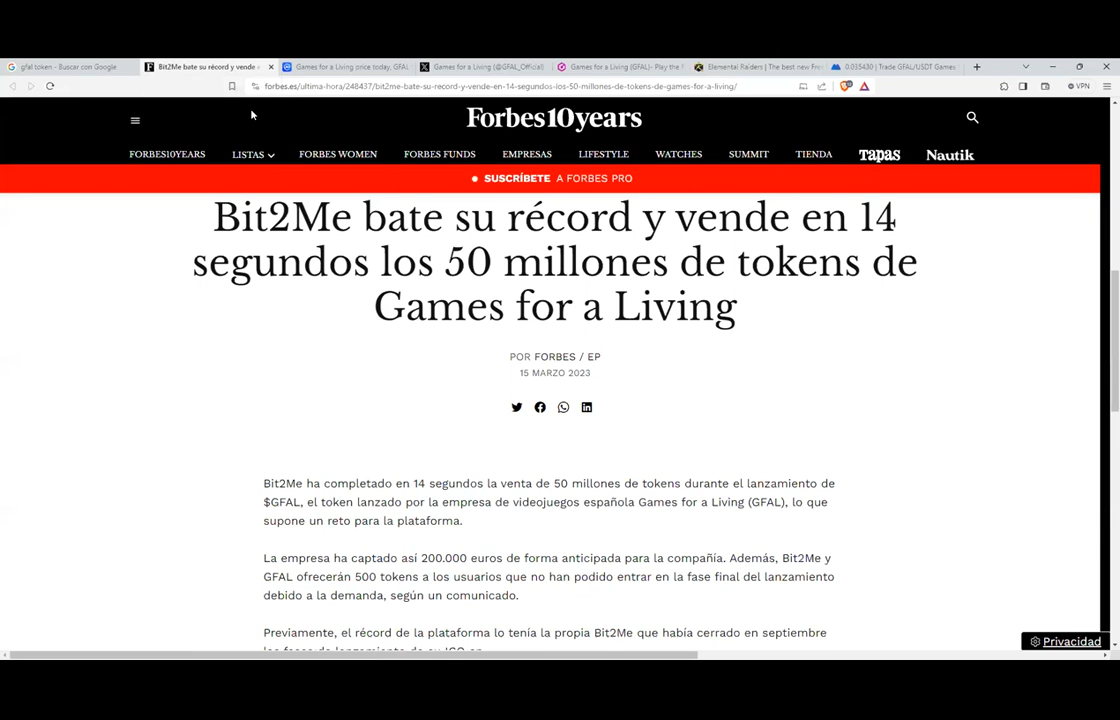 gfal token - Buscar con Google
Bit2Me bate su récord y vende e
Games for a Living price today, GFAL
Games for a Living (@GFAL_Official)
Games for a Living (GFAL)- Play the
Elemental Raiders | The best new Fre
0.035430 | Trade GFAL/USDT Games
forbes.es/ultima-hora/248437/bit2me-bate-su-record-y-vende-en-14-segundos-los-50-millones-de-tokens-de-games-for-a-living/
VPN
Forbes10years
FORBES10YEARS
LISTAS
FORBES WOMEN
FORBES FUNDS
EMPRESAS
LIFESTYLE
WATCHES
SUMMIT
TIENDA
TAPAS
Nautik
SUSCRÍBETE A FORBES PRO
Bit2Me bate su récord y vende en 14
segundos los 50 millones de tokens de
Games for a Living
POR FORBES / EP
15 MARZO 2023
Bit2Me ha completado en 14 segundos la venta de 50 millones de tokens durante el lanzamiento de
$GFAL, el token lanzado por la empresa de videojuegos española Games for a Living (GFAL), lo que
supone un reto para la plataforma.
La empresa ha captado así 200.000 euros de forma anticipada para la compañía. Además, Bit2Me y
GFAL ofrecerán 500 tokens a los usuarios que no han podido entrar en la fase final del lanzamiento
debido a la demanda, según un comunicado.
Previamente, el récord de la plataforma lo tenía la propia Bit2Me que había cerrado en septiembre
Privacidad